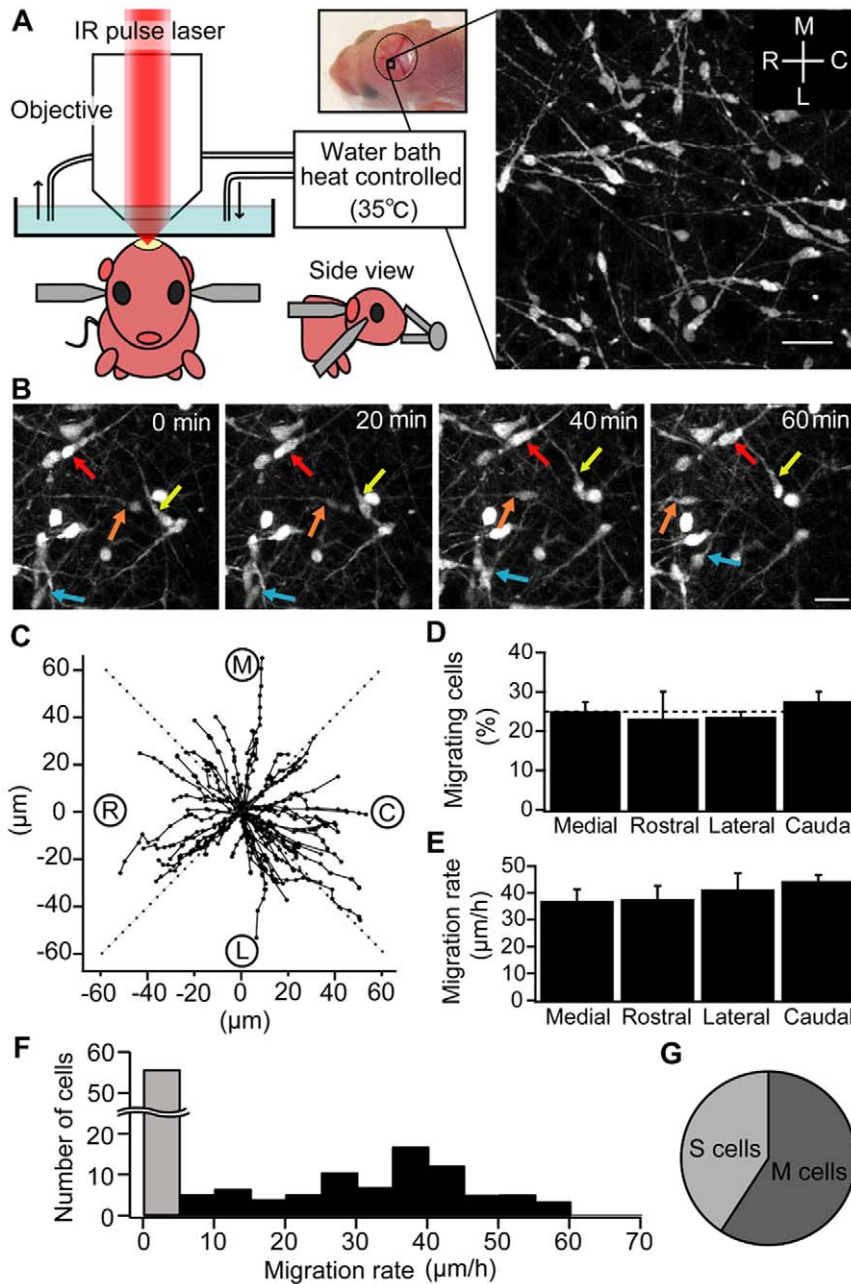 A
IR pulse laser
Objective
Water bath
heat controlled
(35°C)
Side view
M
R C
L
B
0 min
20 min
40 min
60 min
C
60
40
20
0
-20
-40
-60
(µm)
M
R
C
L
-60 -40 -20 0 20 40 60
(µm)
D
Migrating cells
(%)
40
30
20
10
0
Medial Rostral Lateral Caudal
E
Migration rate
(µm/h)
50
40
30
20
10
0
Medial Rostral Lateral Caudal
F
Number of cells
60
50
20
10
0
0 10 20 30 40 50 60 70
Migration rate (µm/h)
G
S cells
M cells